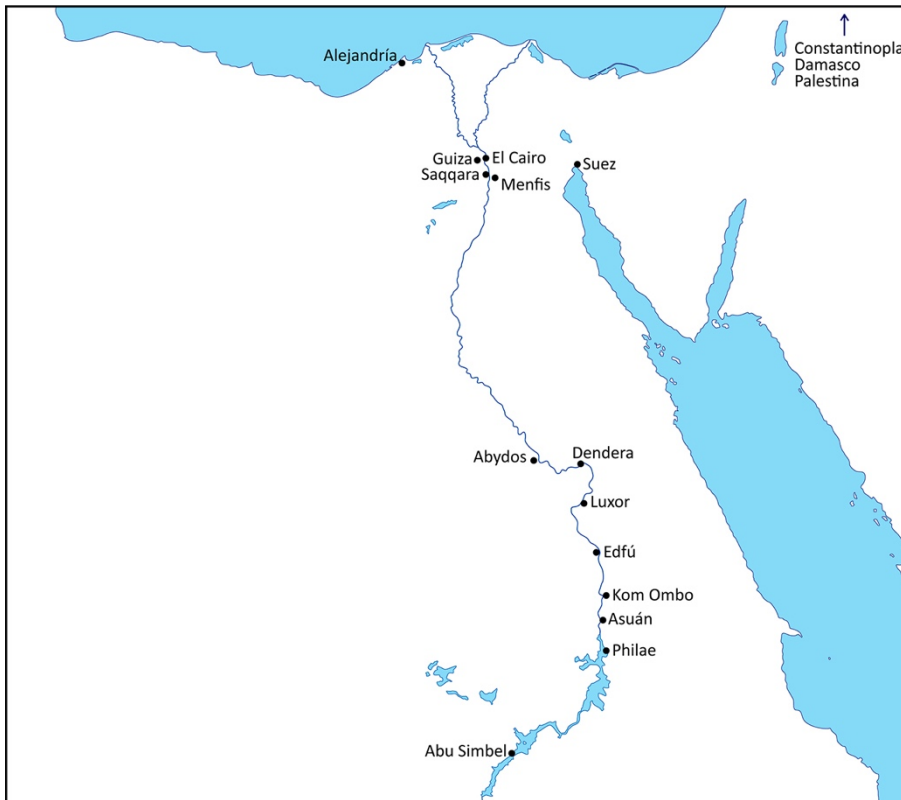 Alejandría
Constantinopla
Damasco
Palestina
Guiza
El Cairo
Saqqara
Menfis
Suez
Abydos
Dendera
Luxor
Edfú
Kom Ombo
Asuán
Philae
Abu Simbel